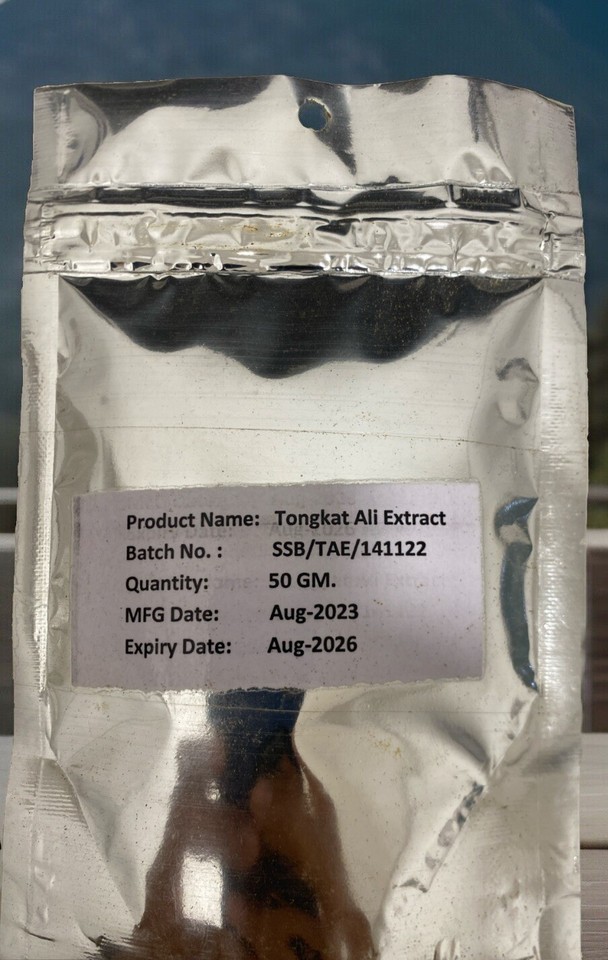 Product Name: Tongkat Ali Extract
Batch No. : SSB/TAE/141122
Quantity: 50 GM.
MFG Date: Aug-2023
Expiry Date: Aug-2026